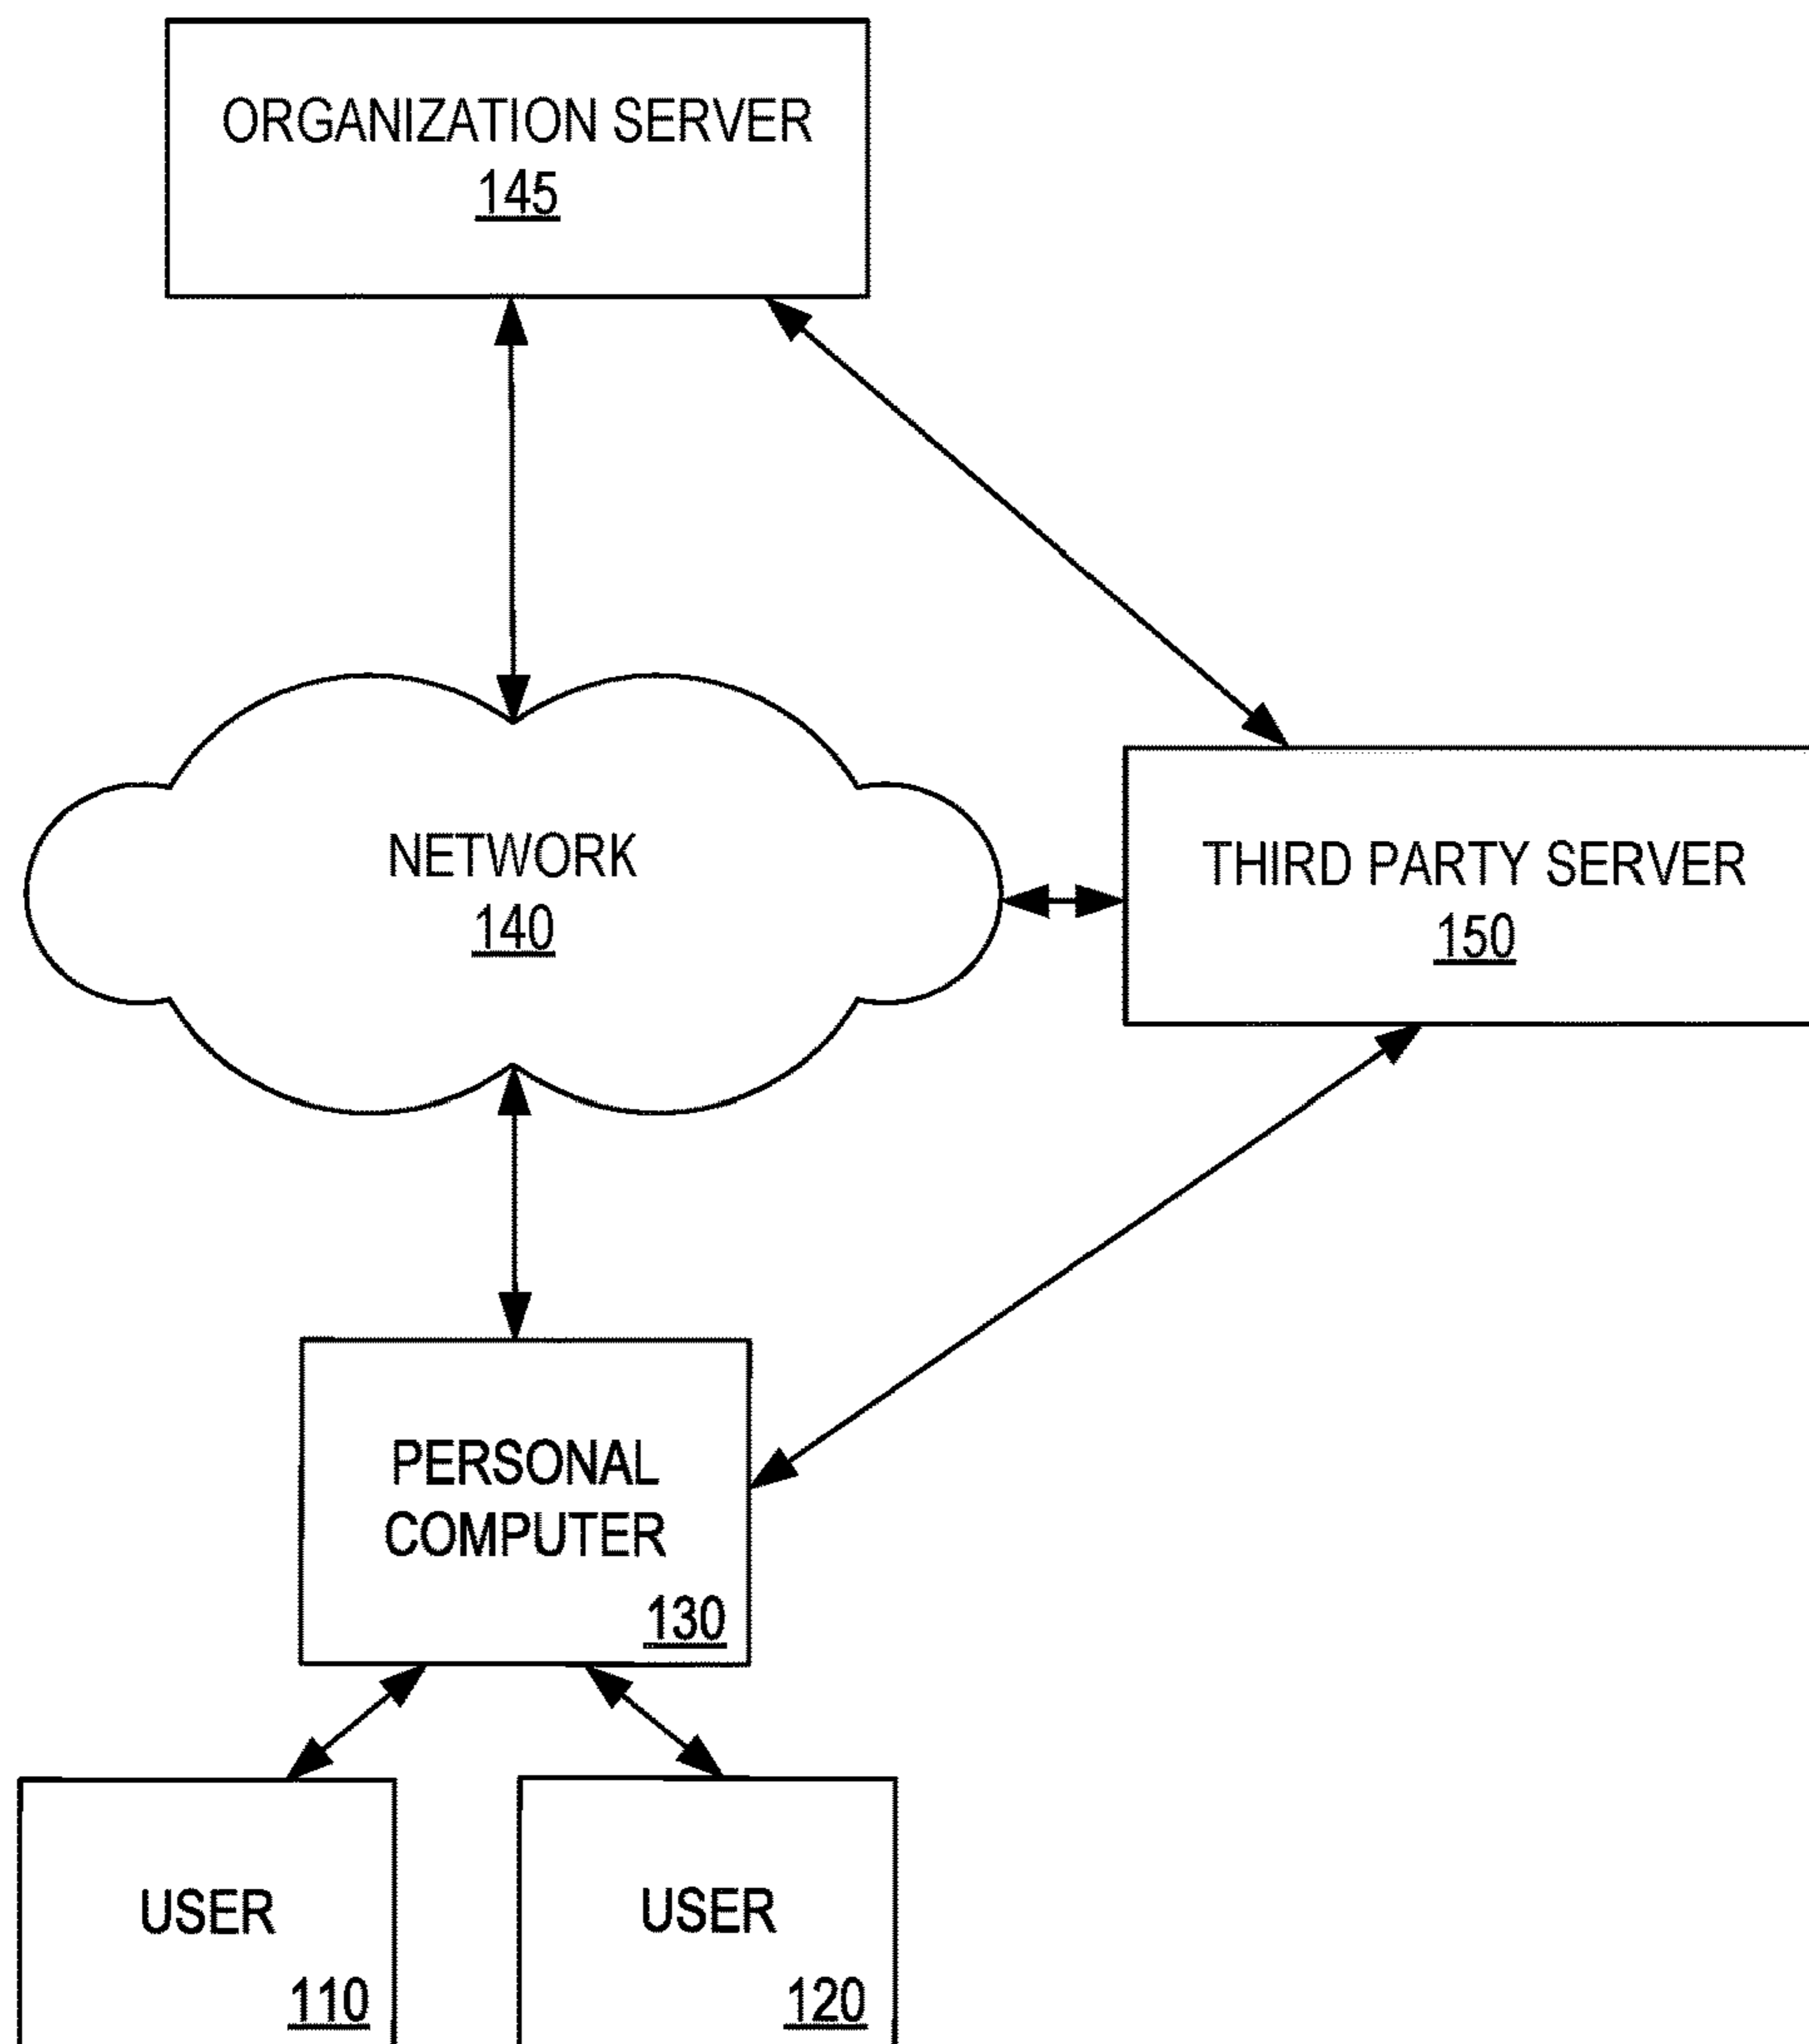 ORGANIZATION SERVER
145
NETWORK
140
THIRD PARTY SERVER
150
PERSONAL
COMPUTER
130
USER
110
USER
120